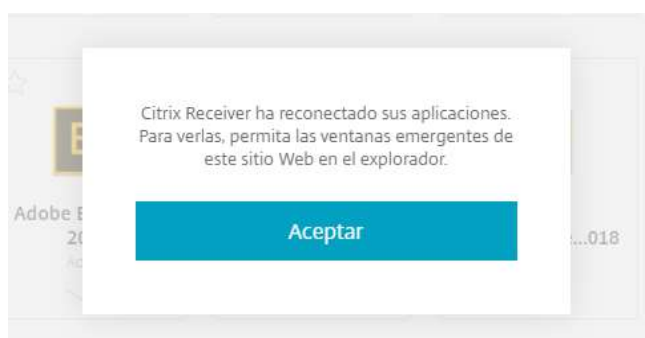 Citrix Receiver ha reconectado sus aplicaciones.
Para verlas, permita las ventanas emergentes de
este sitio Web en el explorador.
Aceptar
Adobe
...018